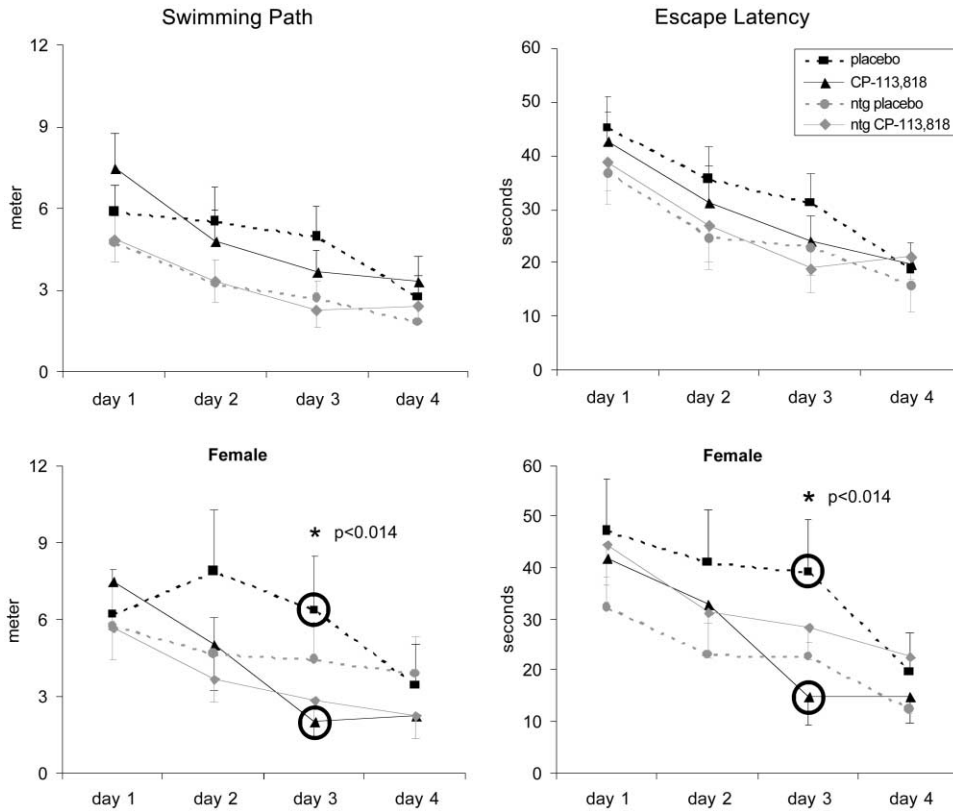 Swimming Path
12
9
6
3
0
meter
day 1 day 2 day 3 day 4
Escape Latency
60
50
40
30
20
10
0
seconds
day 1 day 2 day 3 day 4
placebo
CP-113,818
ntg placebo
ntg CP-113,818
Female
12
9
6
3
0
meter
* p<0.014
day 1 day 2 day 3 day 4
Female
60
50
40
30
20
10
0
seconds
* p<0.014
day 1 day 2 day 3 day 4